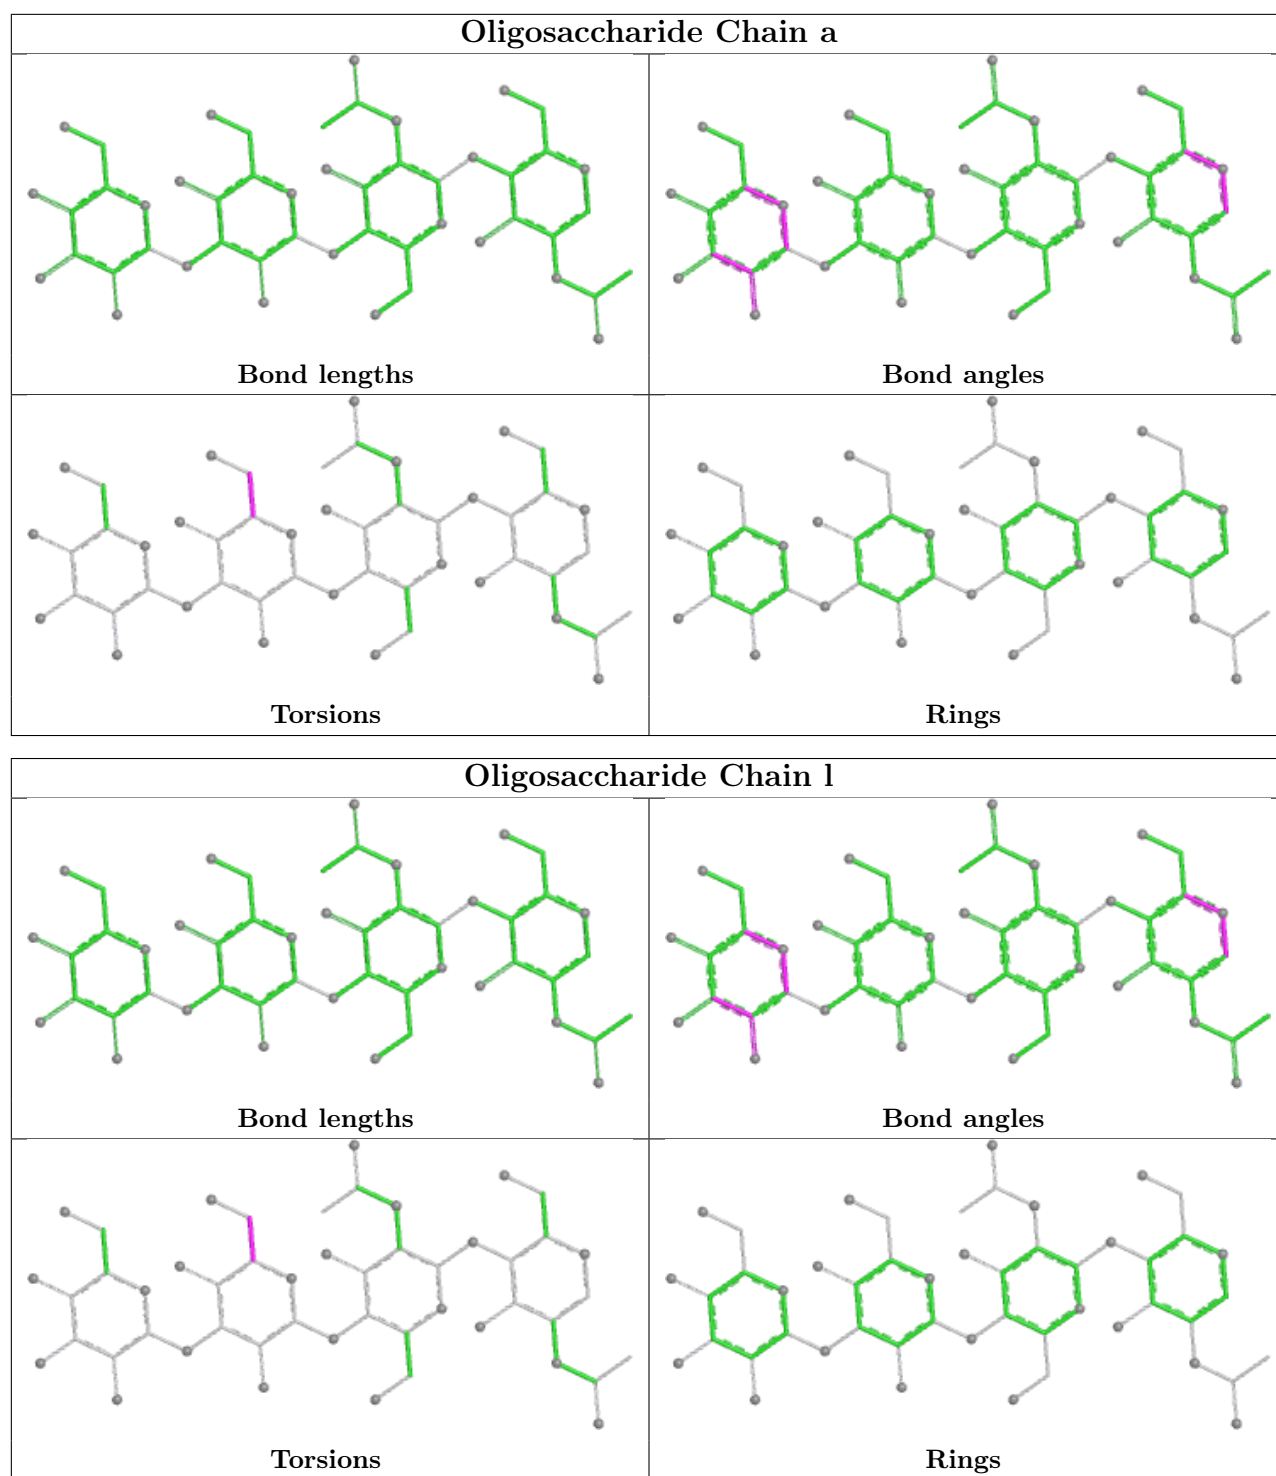 Oligosaccharide Chain a
Bond lengths
Bond angles
Torsions
Rings
Oligosaccharide Chain l
Bond lengths
Bond angles
Torsions
Rings